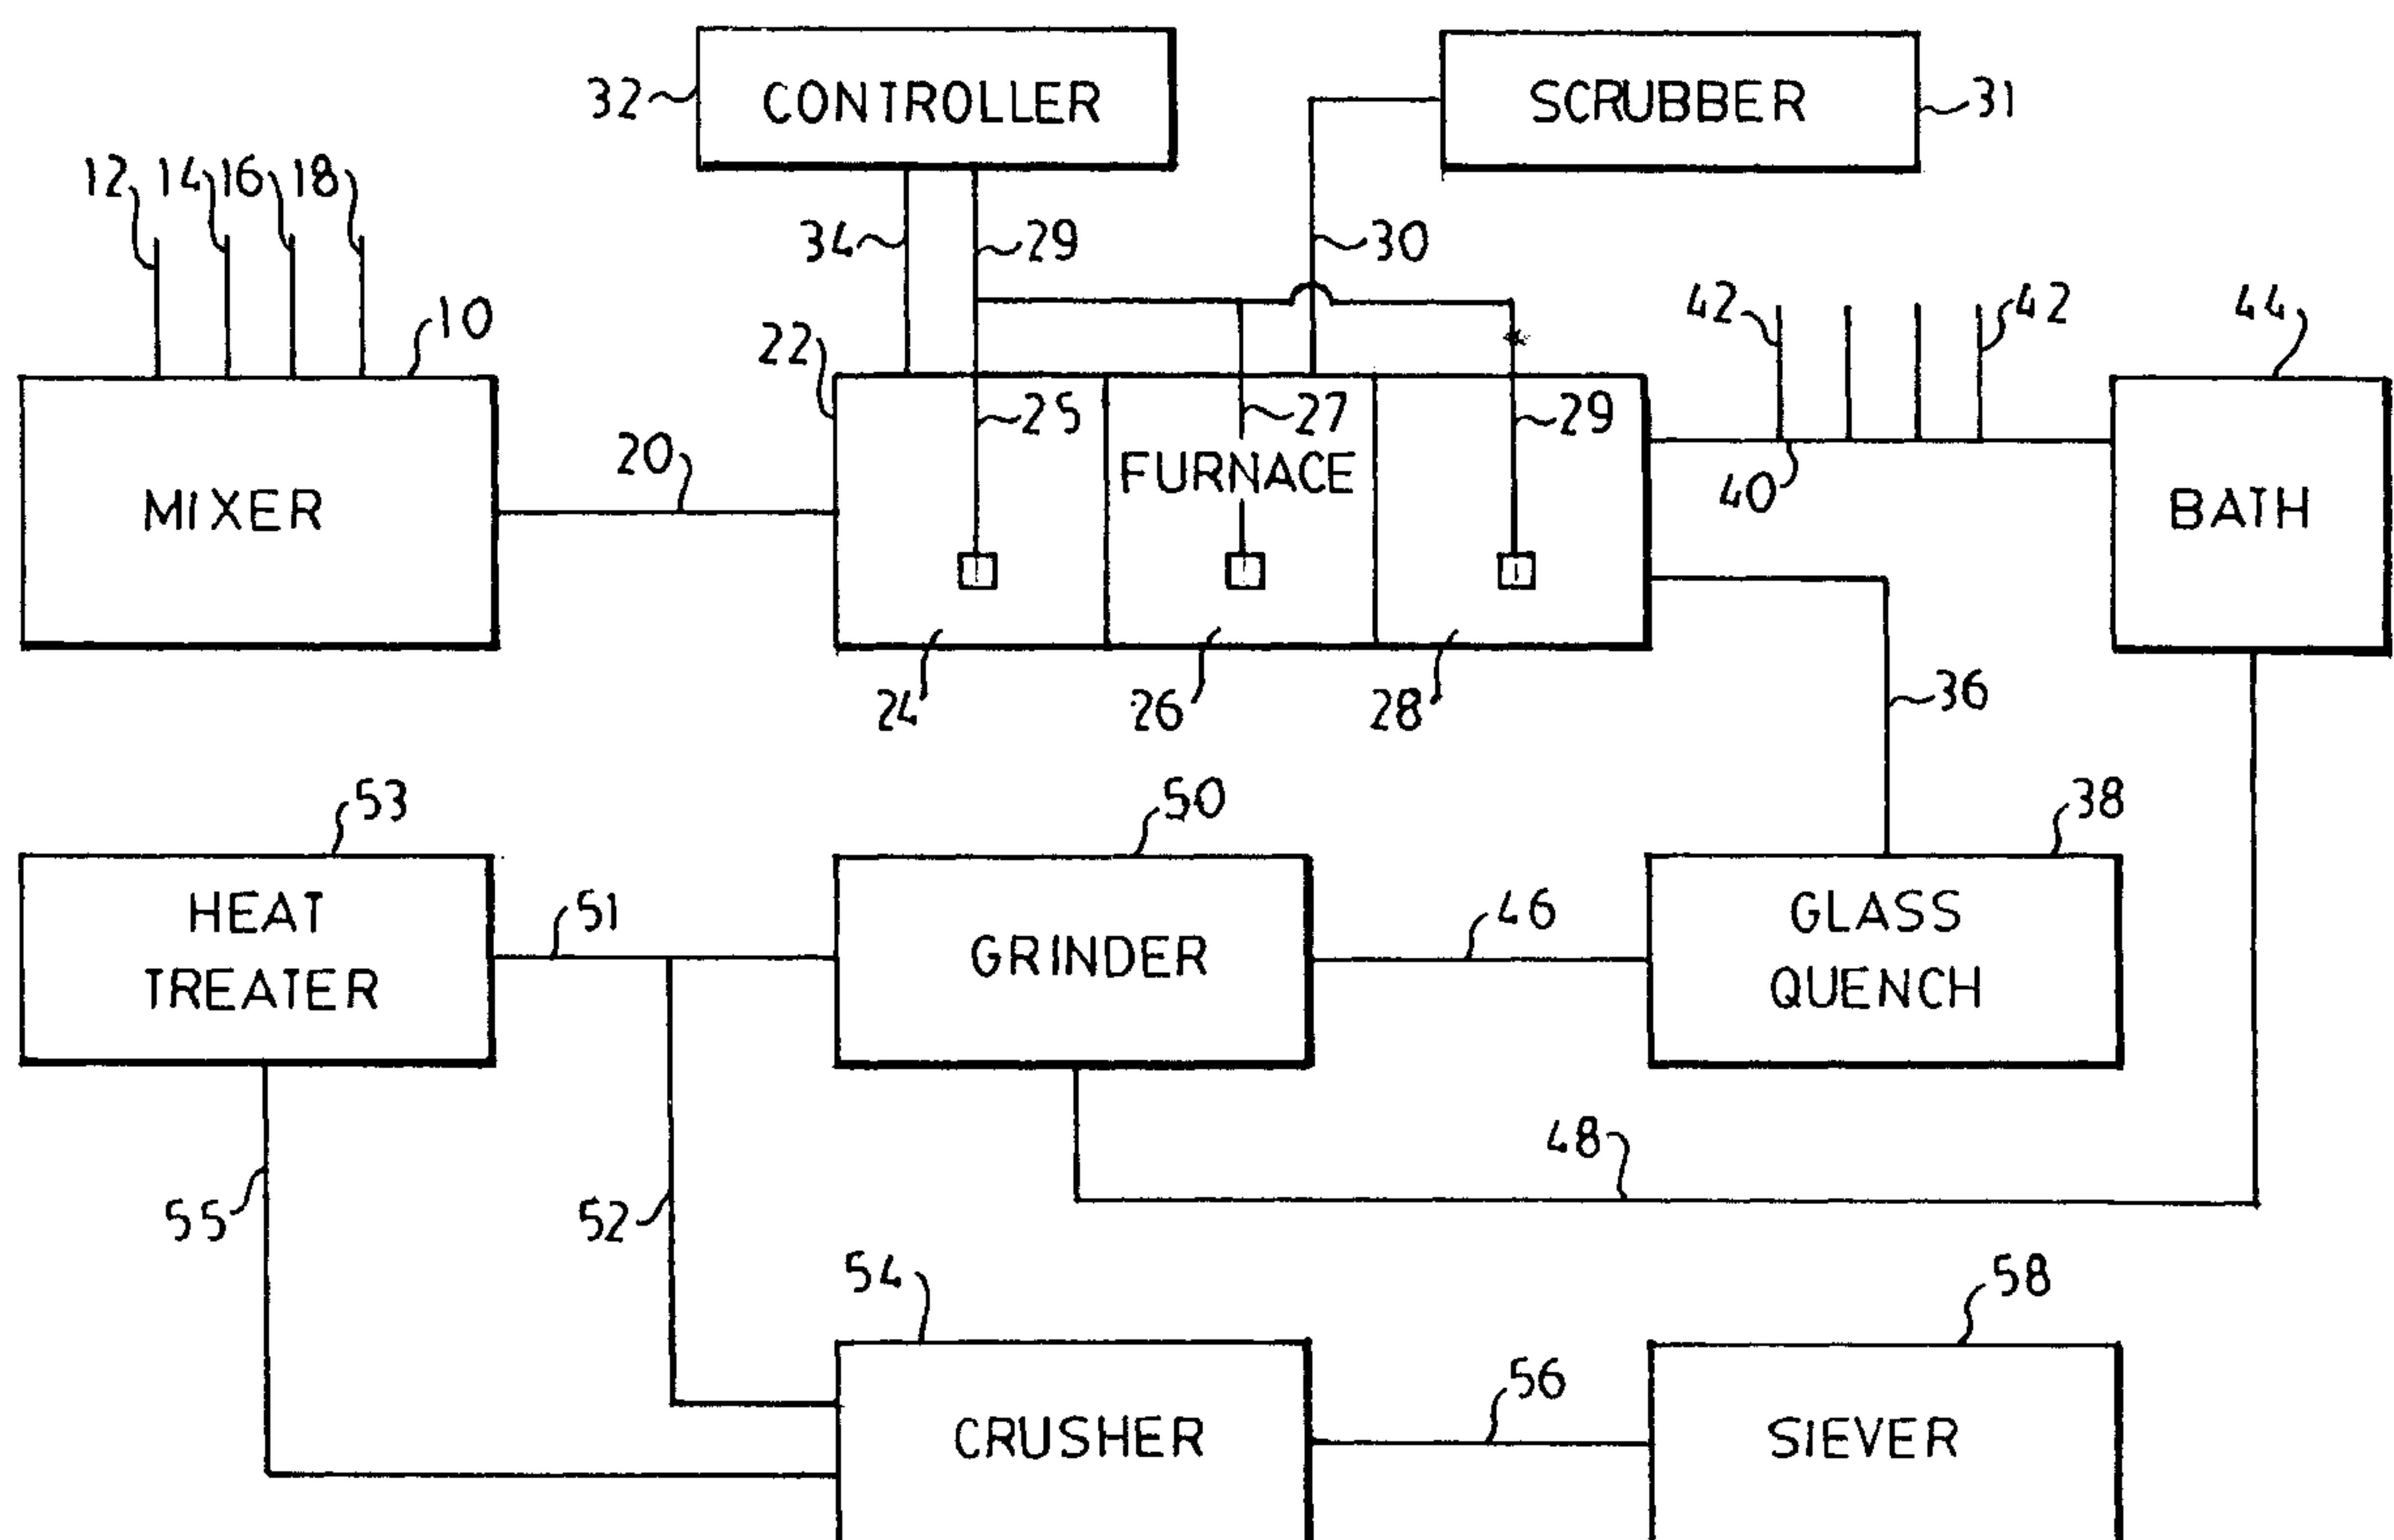 32
CONTROLLER
SCRUBBER
31
12 14 16 18
34
29
30
10
22
42
42
44
25
27
29
20
MIXER
FURNACE
40
BATH
24
26
28
36
53
50
38
HEAT
TREATER
51
GRINDER
46
GLASS
QUENCH
48
55
52
54
58
56
CRUSHER
SIEVER